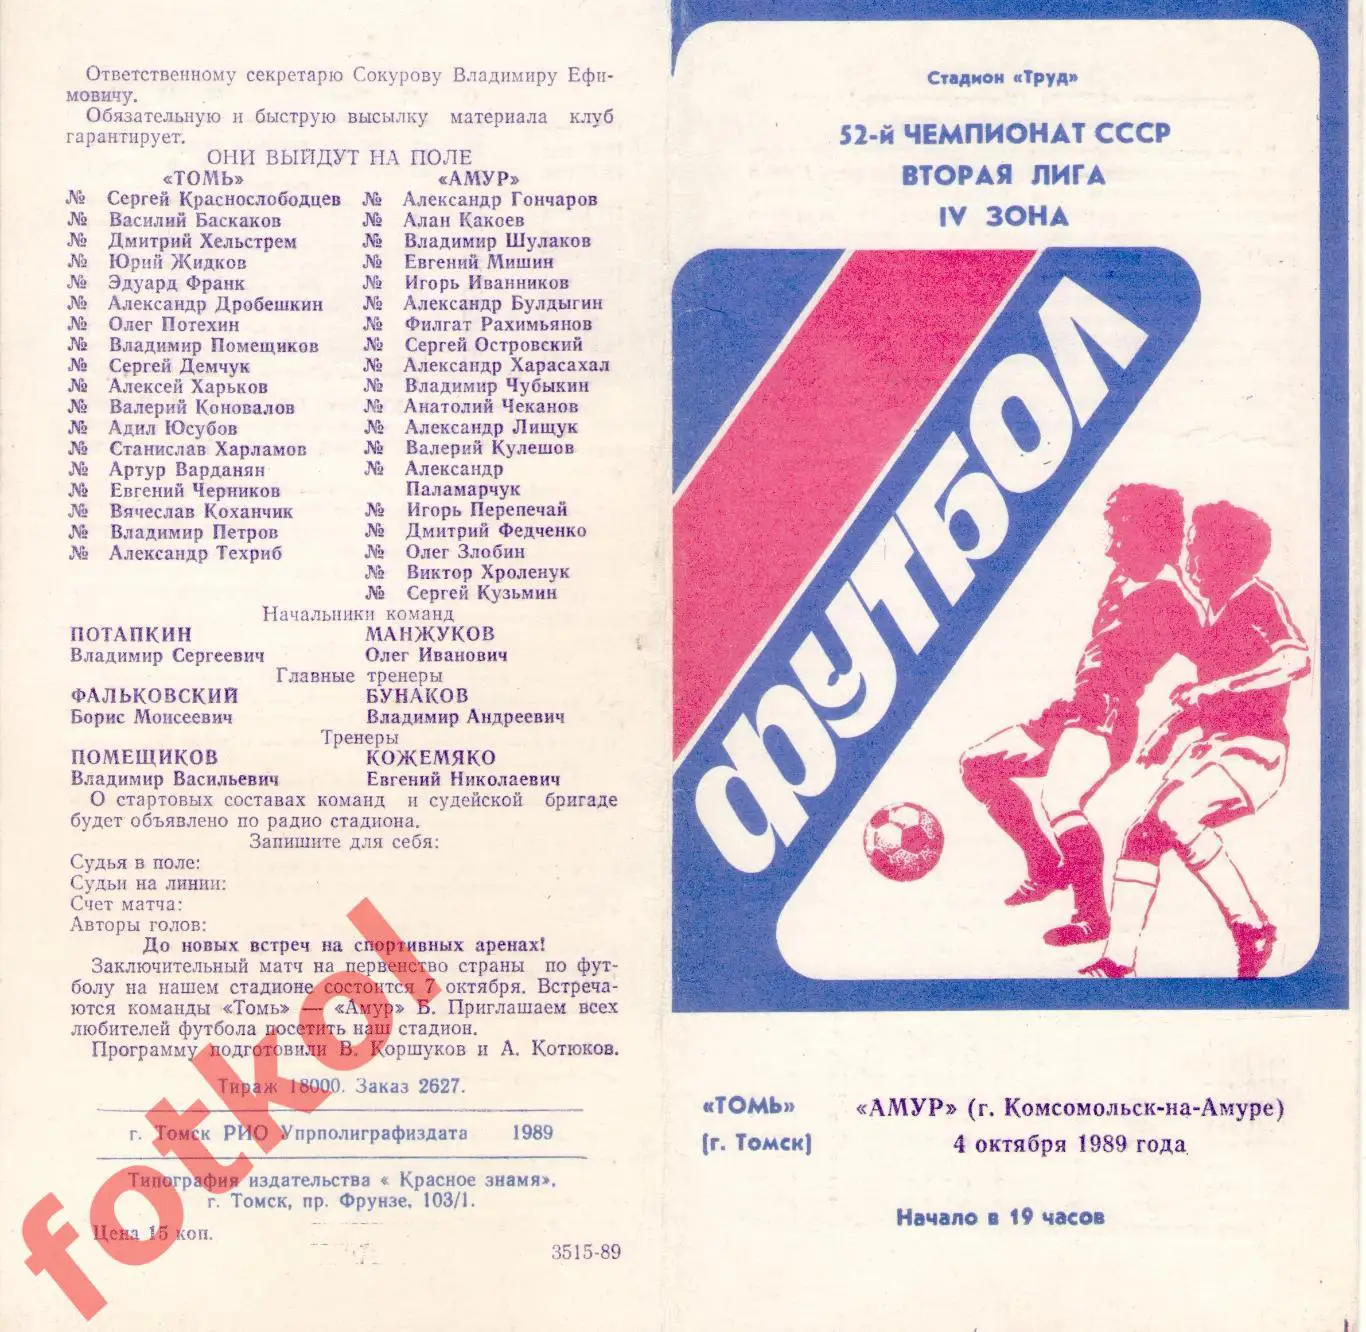 Ответственному секретарю Сокурову Владимиру Ефи-
мовичу.
Обязательную и быструю высылку материала клуб
гарантирует.
ОНИ ВЫЙДУТ НА ПОЛЕ
«ТОМЬ»
№ Сергей Краснослободцев
№ Василий Баскаков
№ Дмитрий Хельстрем
№ Юрий Жидков
№ Эдуард Франк
№ Александр Дробешкин
№ Олег Потехин
№ Владимир Помещиков
№ Сергей Демчук
№ Алексей Харьков
№ Валерий Коновалов
№ Адил Юсубов
№ Станислав Харламов
№ Артур Варданян
№ Евгений Черников
№ Вячеслав Коханчик
№ Владимир Петров
№ Александр Техриб
«АМУР»
№ Александр Гончаров
№ Алан Какоев
№ Владимир Шулаков
№ Евгений Мишин
№ Игорь Иванников
№ Александр Булдыгин
№ Филгат Рахимьянов
№ Сергей Островский
№ Александр Харасахал
№ Владимир Чубыкин
№ Анатолий Чеканов
№ Александр Лищук
№ Валерий Кулешов
№ Александр
Паламарчук
№ Игорь Перепечай
№ Дмитрий Федченко
№ Олег Злобин
№ Виктор Хроленук
№ Сергей Кузьмин
Начальники команд
ПОТАПКИН МАНЖУКОВ
Владимир Сергеевич Олег Иванович
Главные тренеры
ФАЛЬКОВСКИЙ БУНАКОВ
Борис Моисеевич Владимир Андреевич
Тренеры
ПОМЕЩИКОВ КОЖЕМЯКО
Владимир Васильевич Евгений Николаевич
О стартовых составах команд и судейской бригаде
будет объявлено по радио стадиона.
Запишите для себя:
Судья в поле:
Судьи на линии:
Счет матча:
Авторы голов:
До новых встреч на спортивных аренах!
Заключительный матч на первенство страны по фут-
болу на нашем стадионе состоится 7 октября. Встреча-
ются команды «Томь» — «Амур» Б. Приглашаем всех
любителей футбола посетить наш стадион.
Программу подготовили В. Коршуков и А. Котюков.
Тираж 18000. Заказ 2627.
г. Томск РИО Упрполиграфиздата 1989
Типография издательства « Красное знамя»,
г. Томск, пр. Фрунзе, 103/1.
Цена 15 коп.
3515-89
fotkol
Стадион «Труд»
52-й ЧЕМПИОНАТ СССР
ВТОРАЯ ЛИГА
IV ЗОНА
ФУТБОЛ
«ТОМЬ» «АМУР» (г. Комсомольск-на-Амуре)
(г. Томск) 4 октября 1989 года
Начало в 19 часов